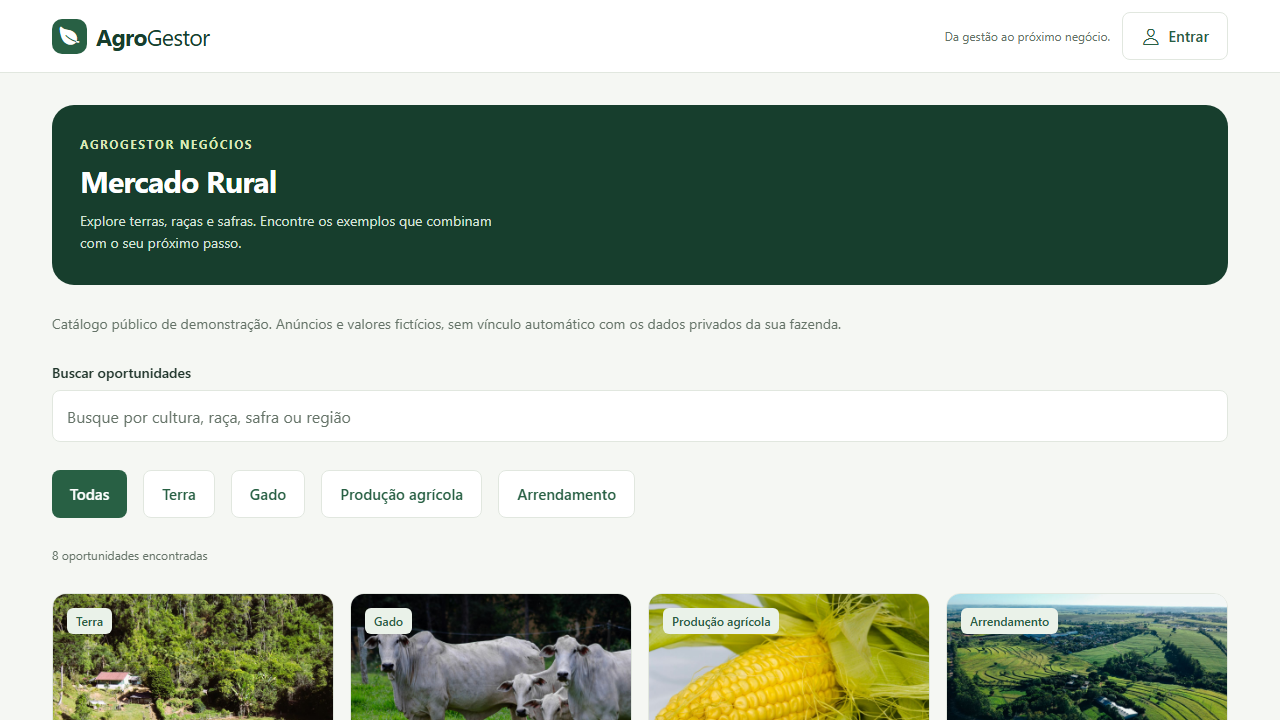 AgroGestor
Da gestão ao próximo negócio.
Entrar
AGROGESTOR NEGÓCIOS
Mercado Rural
Explore terras, raças e safras. Encontre os exemplos que combinam
com o seu próximo passo.
Catálogo público de demonstração. Anúncios e valores fictícios, sem vínculo automático com os dados privados da sua fazenda.
Buscar oportunidades
Busque por cultura, raça, safra ou região
Todas
Terra
Gado
Produção agrícola
Arrendamento
8 oportunidades encontradas
Terra
Gado
Produção agrícola
Arrendamento